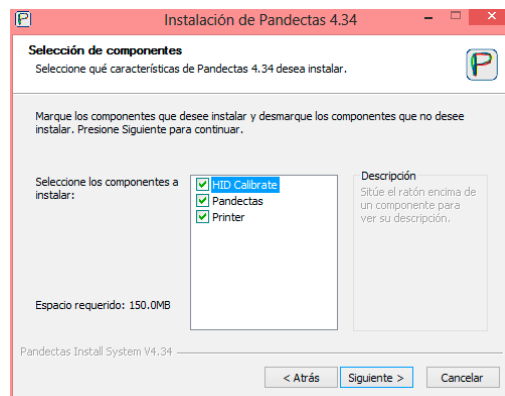 Instalación de Pandectas 4.34
Selección de componentes
Seleccione qué características de Pandectas 4.34 desea instalar.
Marque los componentes que desee instalar y desmarque los componentes que no desee
instalar. Presione Siguiente para continuar.
Seleccione los componentes a
instalar:
HID Calibrate
Pandectas
Printer
Descripción
Sitúe el ratón encima de
un componente para
ver su descripción.
Espacio requerido: 150.0MB
Pandectas Install System V4.34
< Atrás
Siguiente >
Cancelar